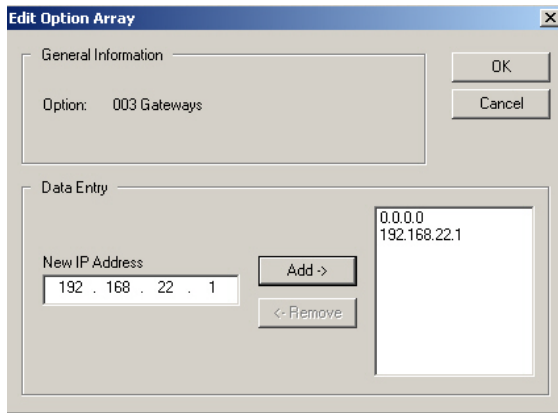 Edit Option Array
General Information
Option: 003 Gateways
OK
Cancel
Data Entry
New IP Address
192 . 168 . 22 . 1
Add ->
<- Remove
0.0.0.0
192.168.22.1